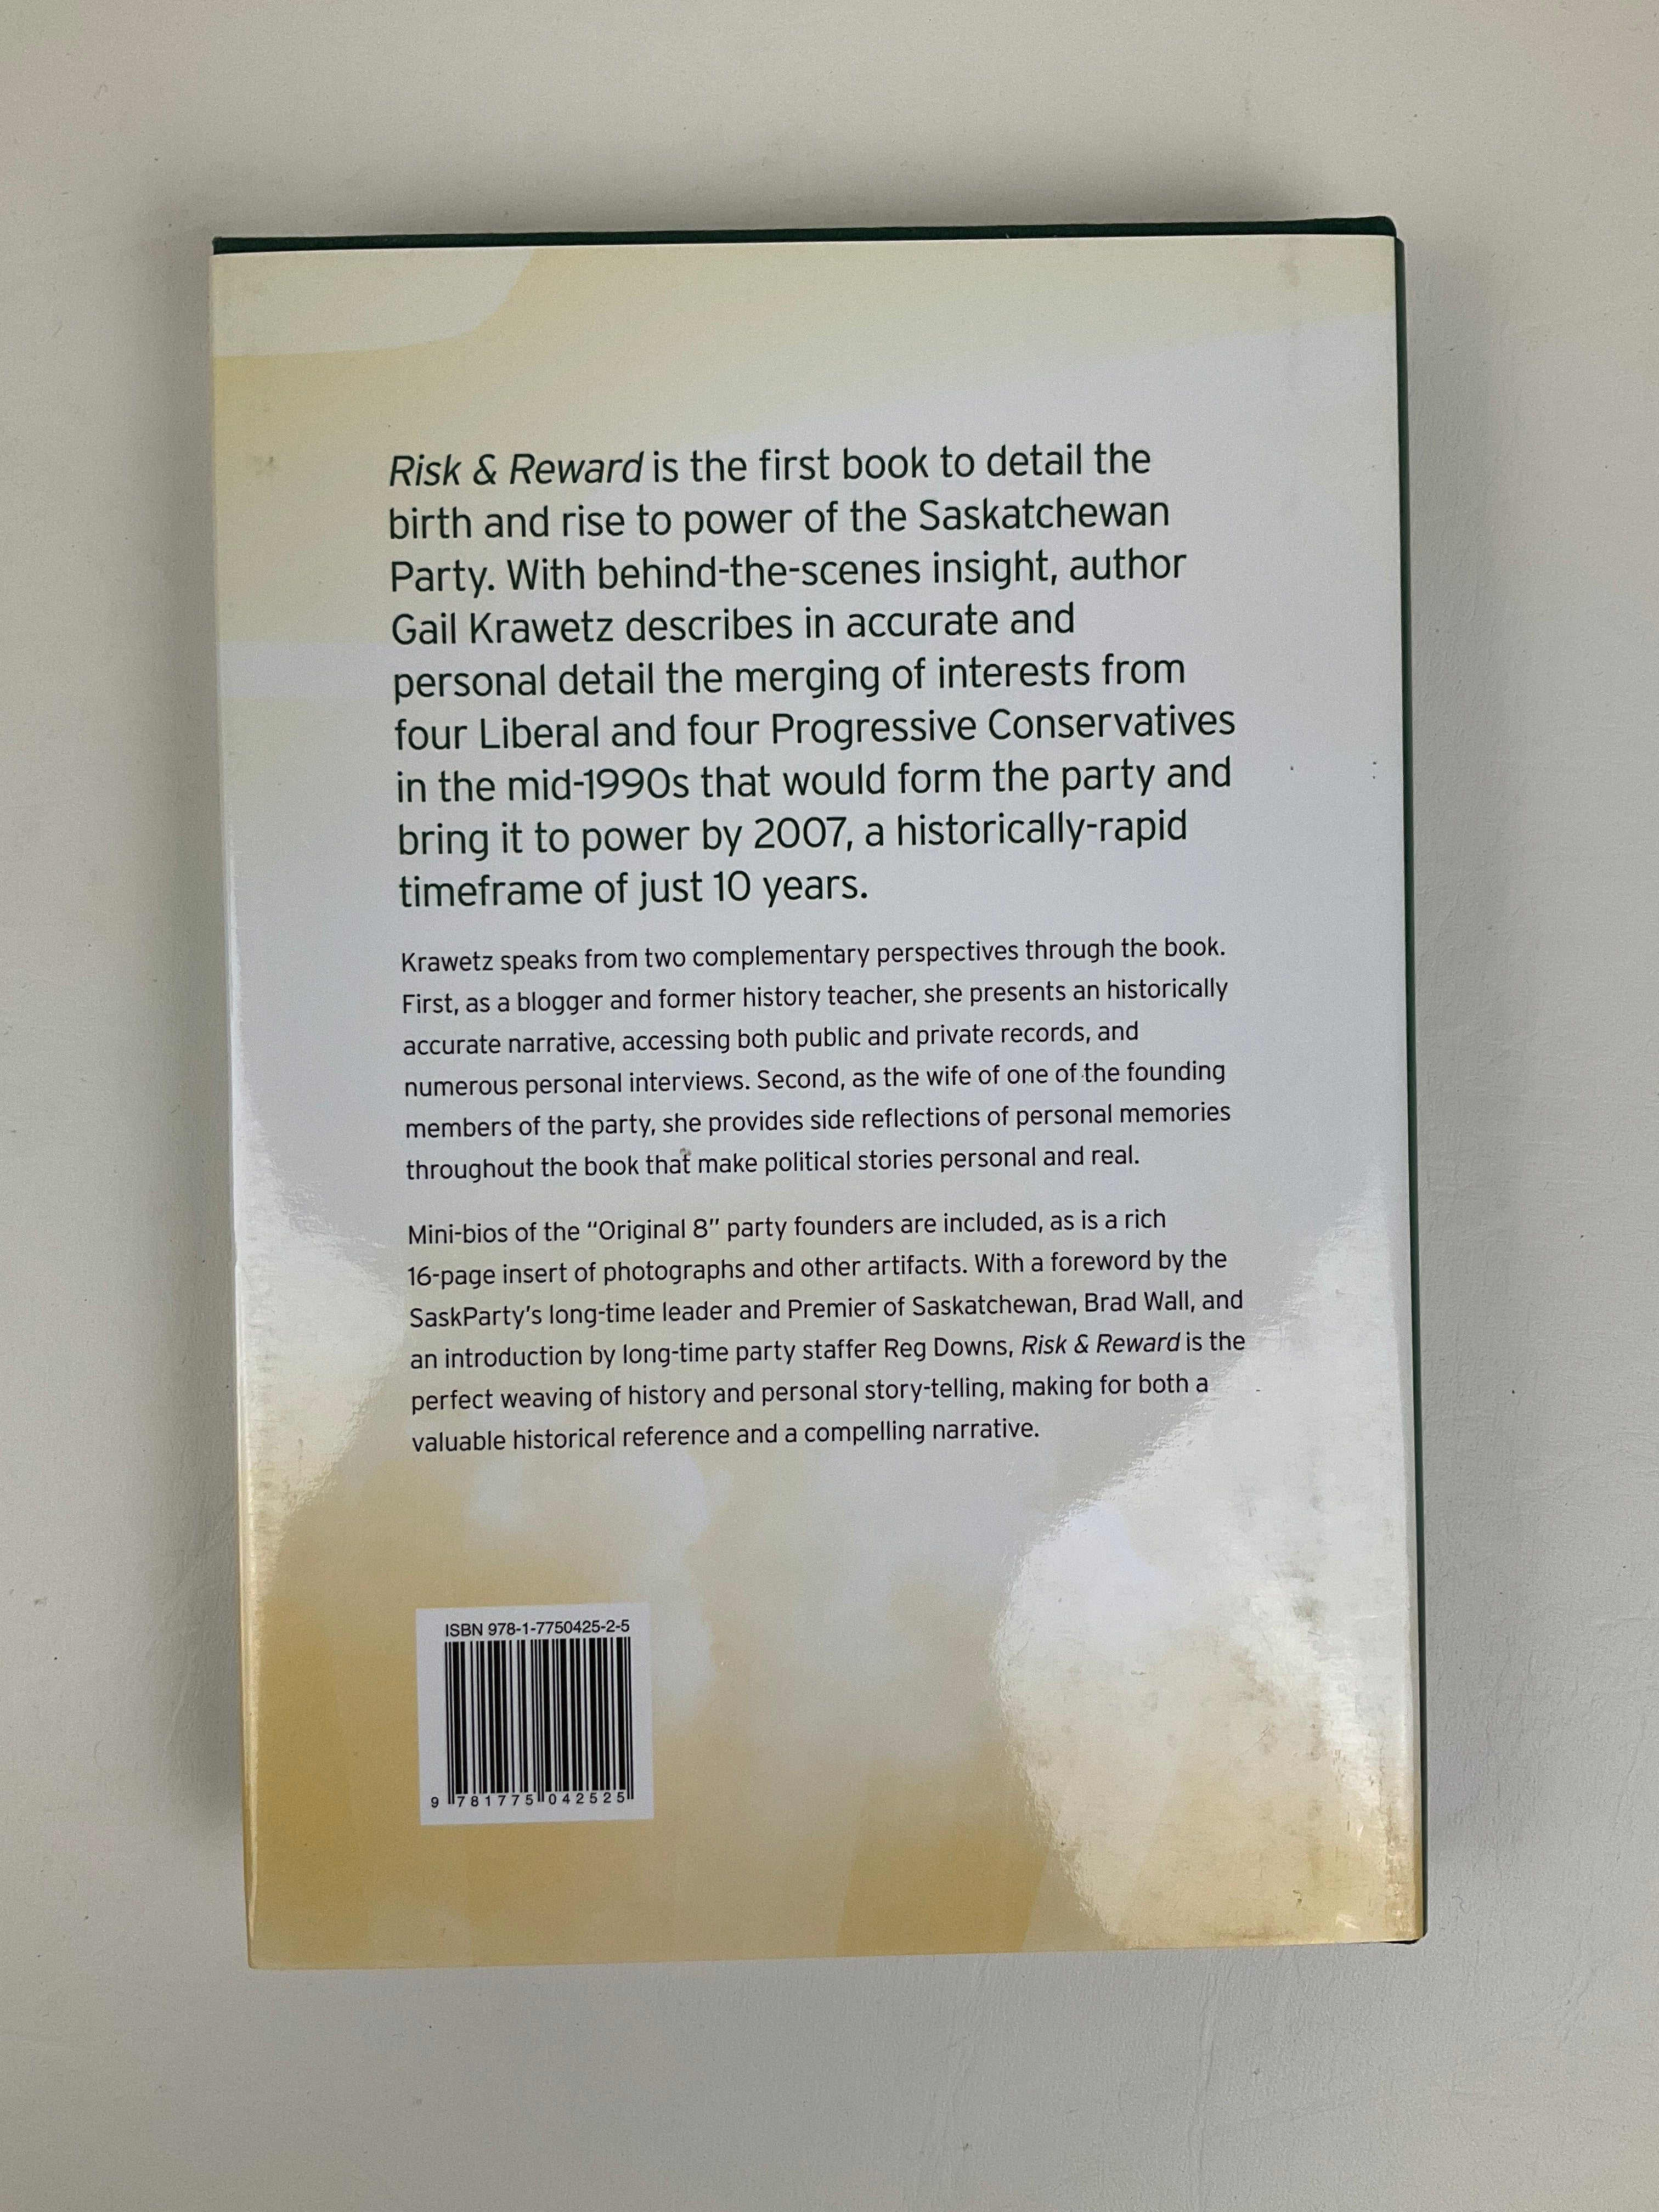 Risk & Reward is the first book to detail the
birth and rise to power of the Saskatchewan
Party. With behind-the-scenes insight, author
Gail Krawetz describes in accurate and
personal detail the merging of interests from
four Liberal and four Progressive Conservatives
in the mid-1990s that would form the party and
bring it to power by 2007, a historically-rapid
timeframe of just 10 years.
Krawetz speaks from two complementary perspectives through the book.
First, as a blogger and former history teacher, she presents an historically
accurate narrative, accessing both public and private records, and
numerous personal interviews. Second, as the wife of one of the founding
members of the party, she provides side reflections of personal memories
throughout the book that make political stories personal and real.
Mini-bios of the “Original 8” party founders are included, as is a rich
16-page insert of photographs and other artifacts. With a foreword by the
SaskParty's long-time leader and Premier of Saskatchewan, Brad Wall, and
an introduction by long-time party staffer Reg Downs, Risk & Reward is the
perfect weaving of history and personal story-telling, making for both a
valuable historical reference and a compelling narrative.
ISBN 978-1-7750425-2-5
9 781775 042525